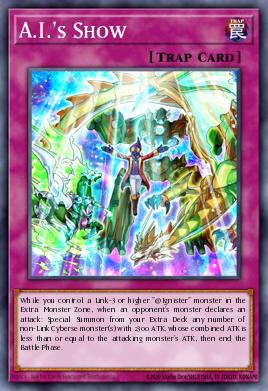 A.I.'s Show
TRAP
罠
[Trap Card]
While you control a Link-3 or higher "@Ignister" monster in the
Extra Monster Zone, when an opponent's monster declares an
attack: Special Summon from your Extra Deck any number of
non-Link Cyberse monster(s) with 2300 ATK, whose combined ATK is
less than or equal to the attacking monster's ATK, then end the
Battle Phase.